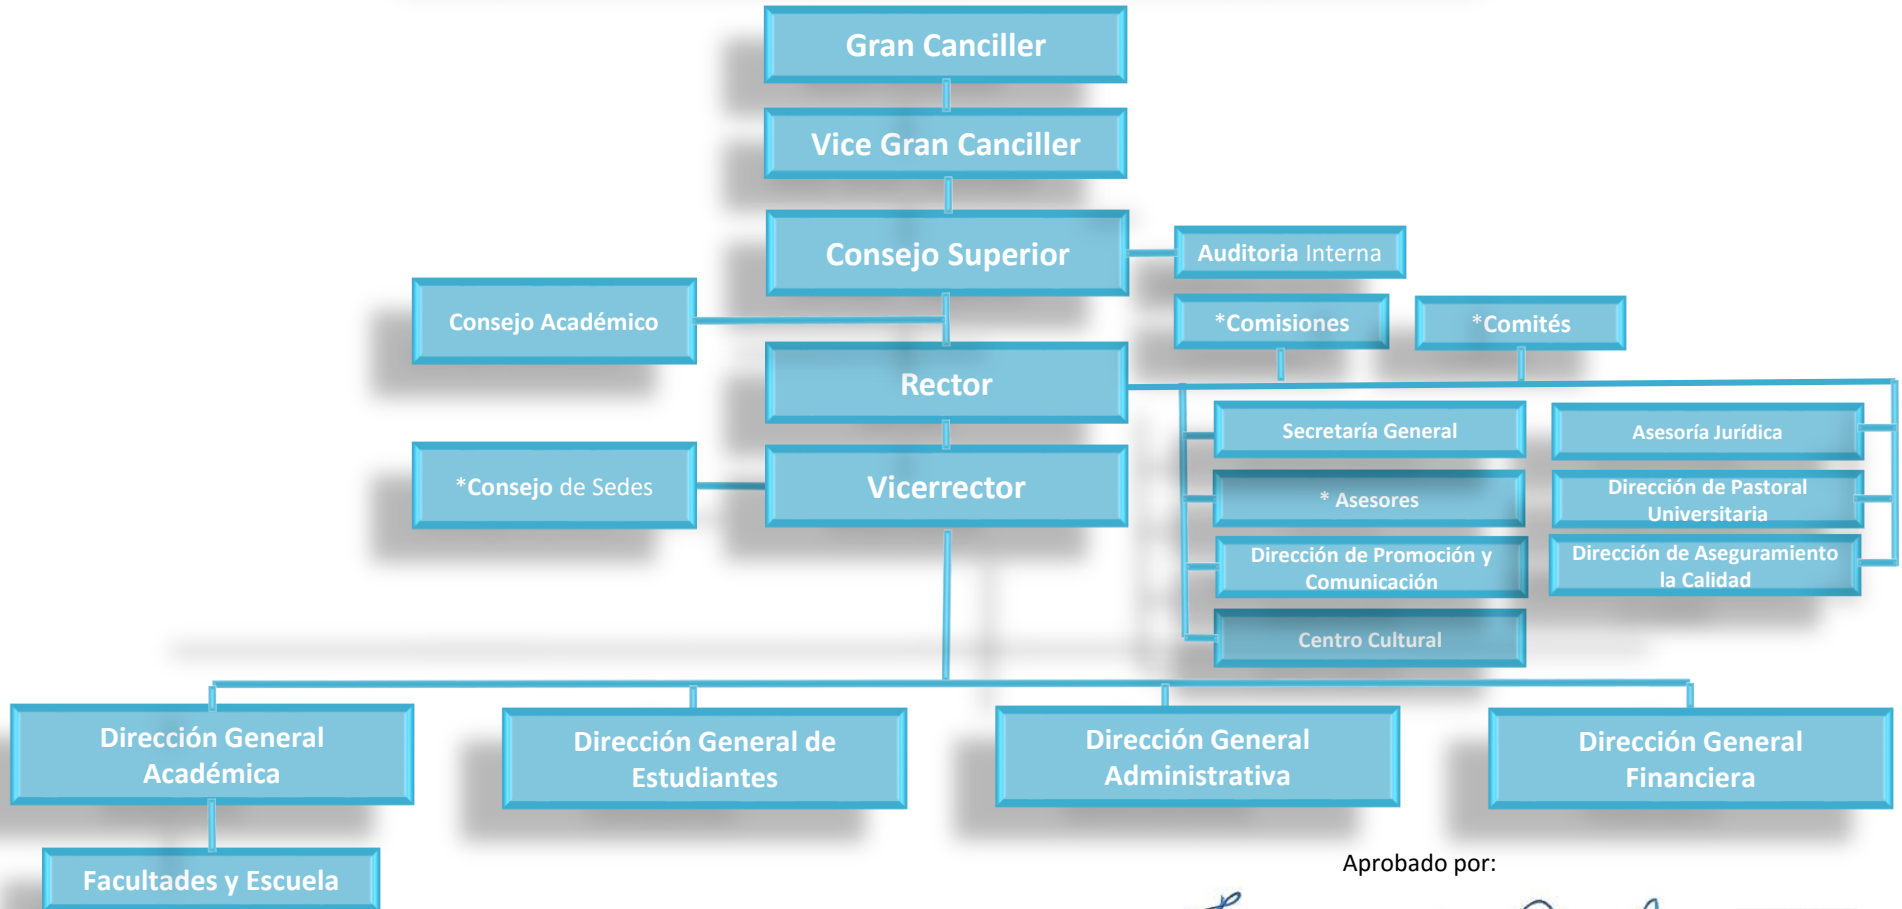 Gran Canciller
Vice Gran Canciller
Consejo Superior
Auditoria Interna
Consejo Académico
*Comisiones
*Comités
Rector
Secretaría General
Asesoría Jurídica
*Consejo de Sedes
Vicerrector
* Asesores
Dirección de Pastoral
Universitaria
Dirección de Promoción y
Comunicación
Dirección de Aseguramiento
la Calidad
Centro Cultural
Dirección General
Académica
Dirección General de
Estudiantes
Dirección General
Administrativa
Dirección General
Financiera
Facultades y Escuela
Aprobado por: